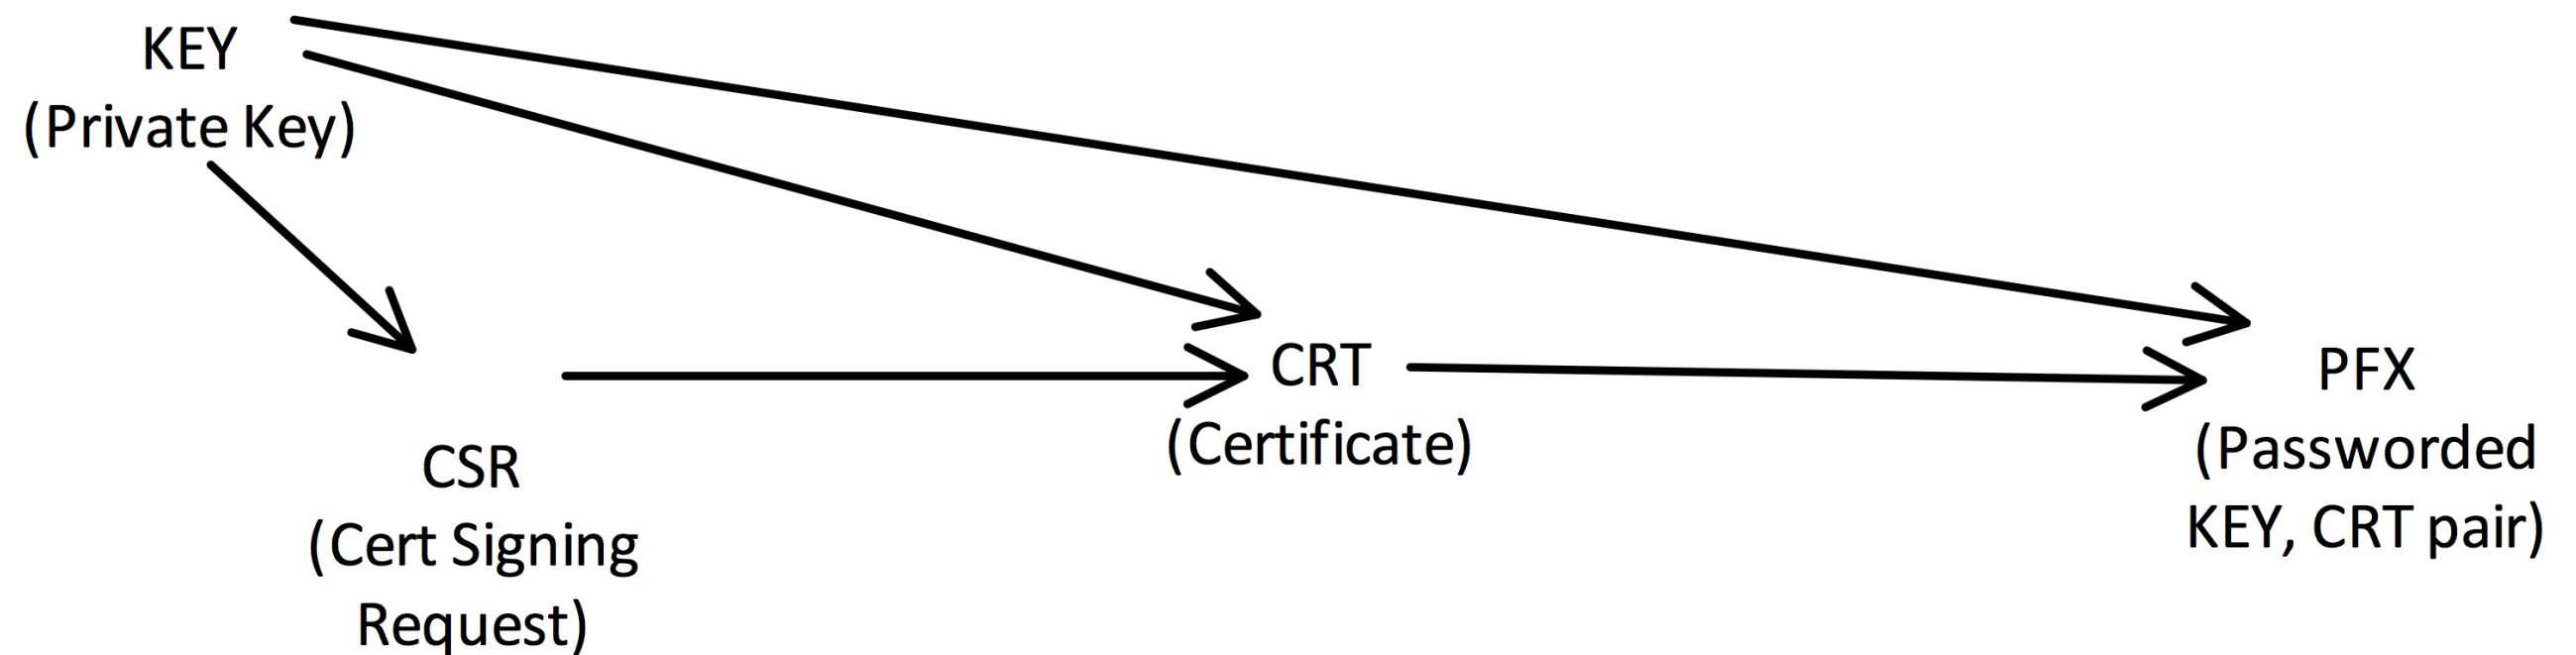 KEY
(Private Key)
CSR
(Cert Signing
Request)
CRT
(Certificate)
PFX
(Passworded
KEY, CRT pair)